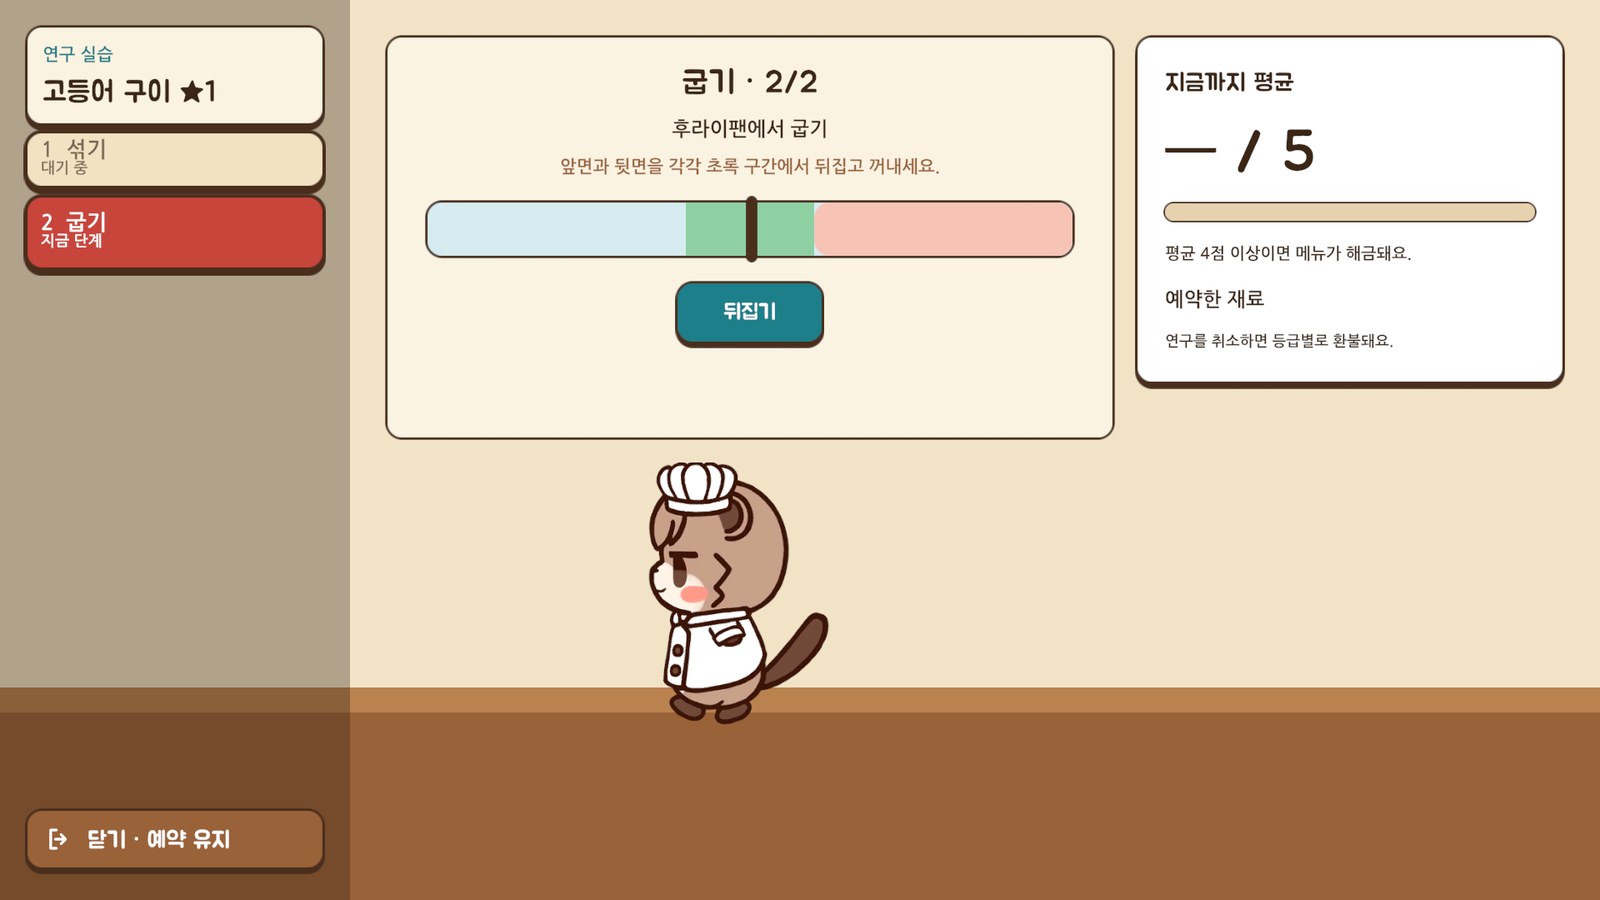 연구 실습
고등어 구이 ★1
1 섞기
대기 중
2 굽기
지금 단계
닫기 · 예약 유지
굽기 · 2/2
후라이팬에서 굽기
앞면과 뒷면을 각각 초록 구간에서 뒤집고 꺼내세요.
뒤집기
지금까지 평균
— / 5
평균 4점 이상이면 메뉴가 해금돼요.
예약한 재료
연구를 취소하면 등급별로 환불돼요.